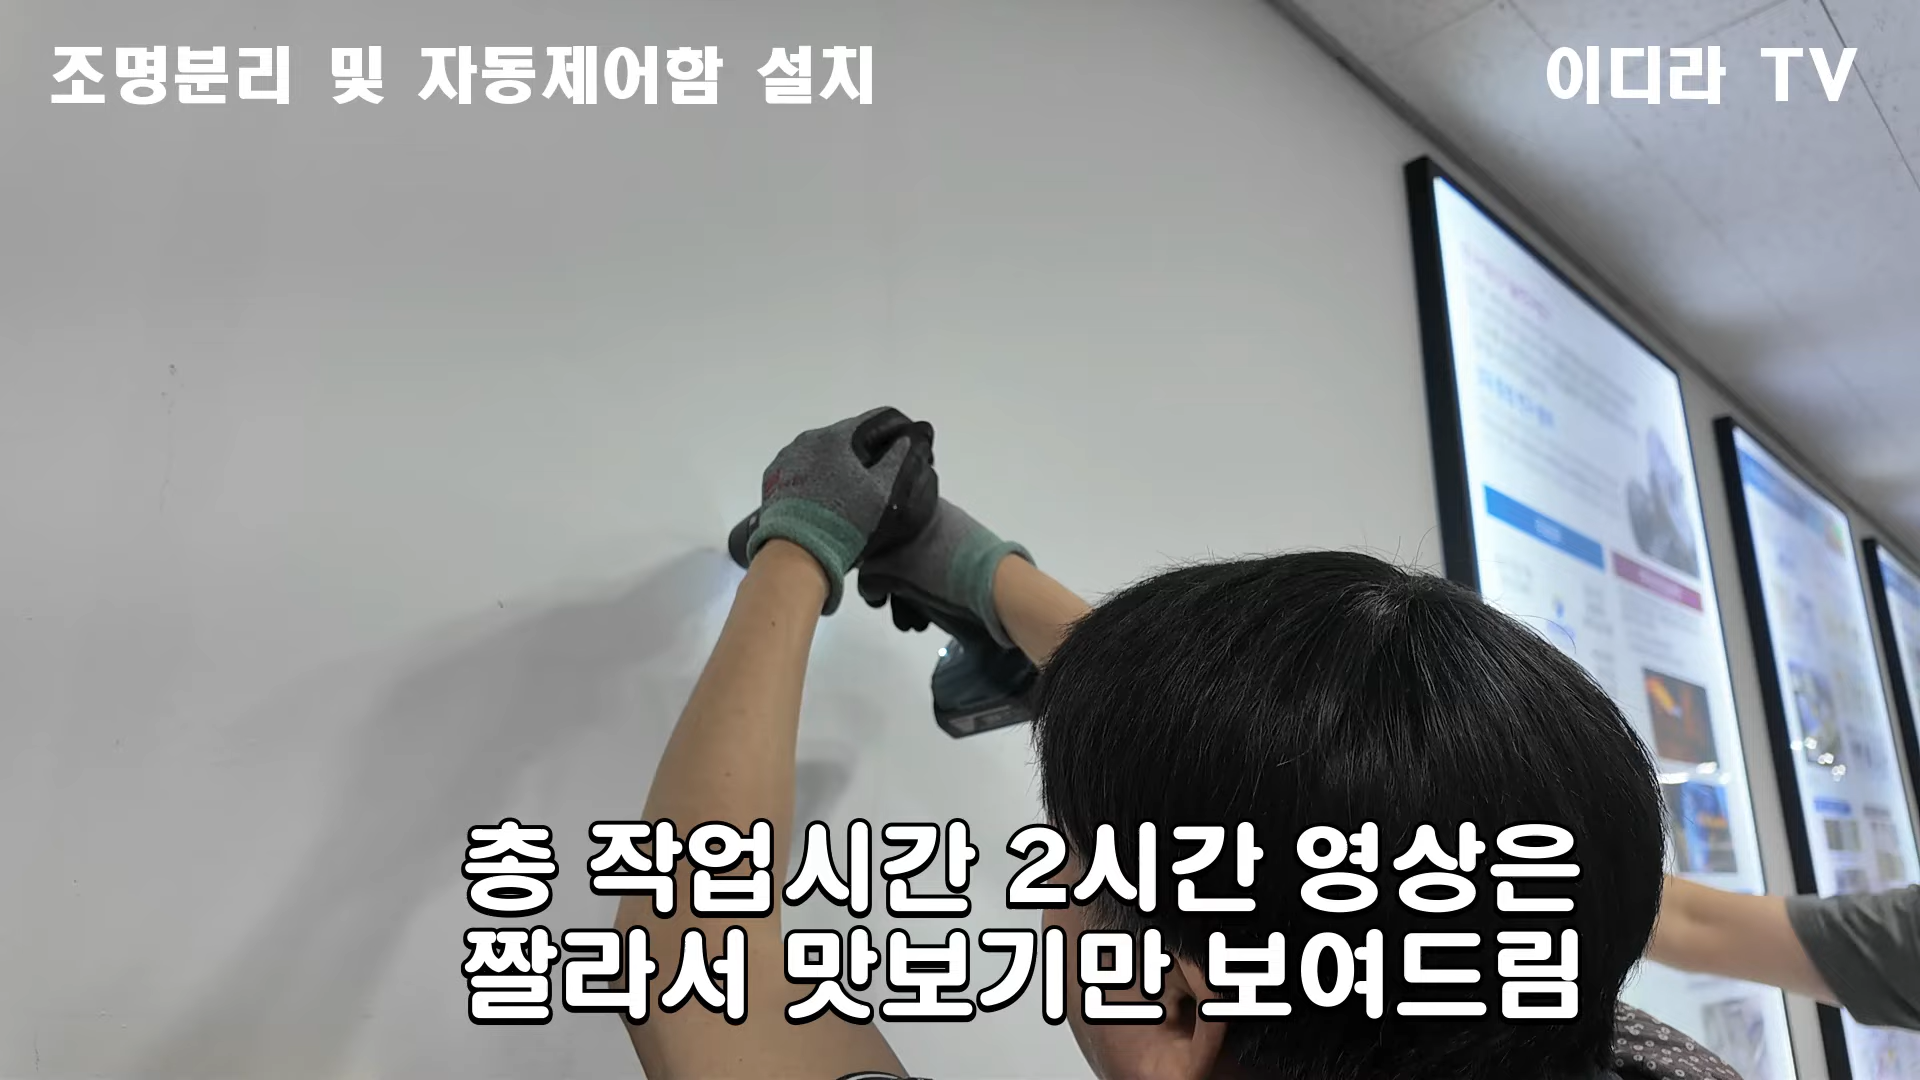 조명분리 및 자동제어함 설치
이디라 TV
총 작업시간 2시간 영상은
짤라서 맛보기만 보여드림